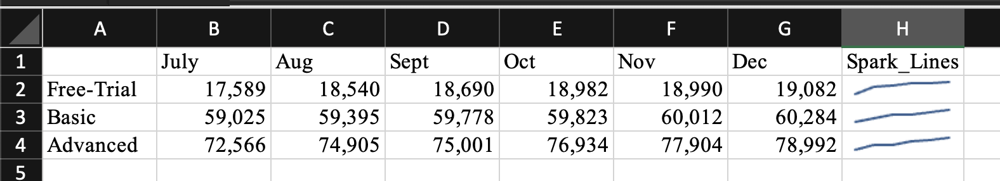 A B C D E F G H
1 July Aug Sept Oct Nov Dec Spark_Lines
2 Free-Trial 17,589 18,540 18,690 18,982 18,990 19,082
3 Basic 59,025 59,395 59,778 59,823 60,012 60,284
4 Advanced 72,566 74,905 75,001 76,934 77,904 78,992
5